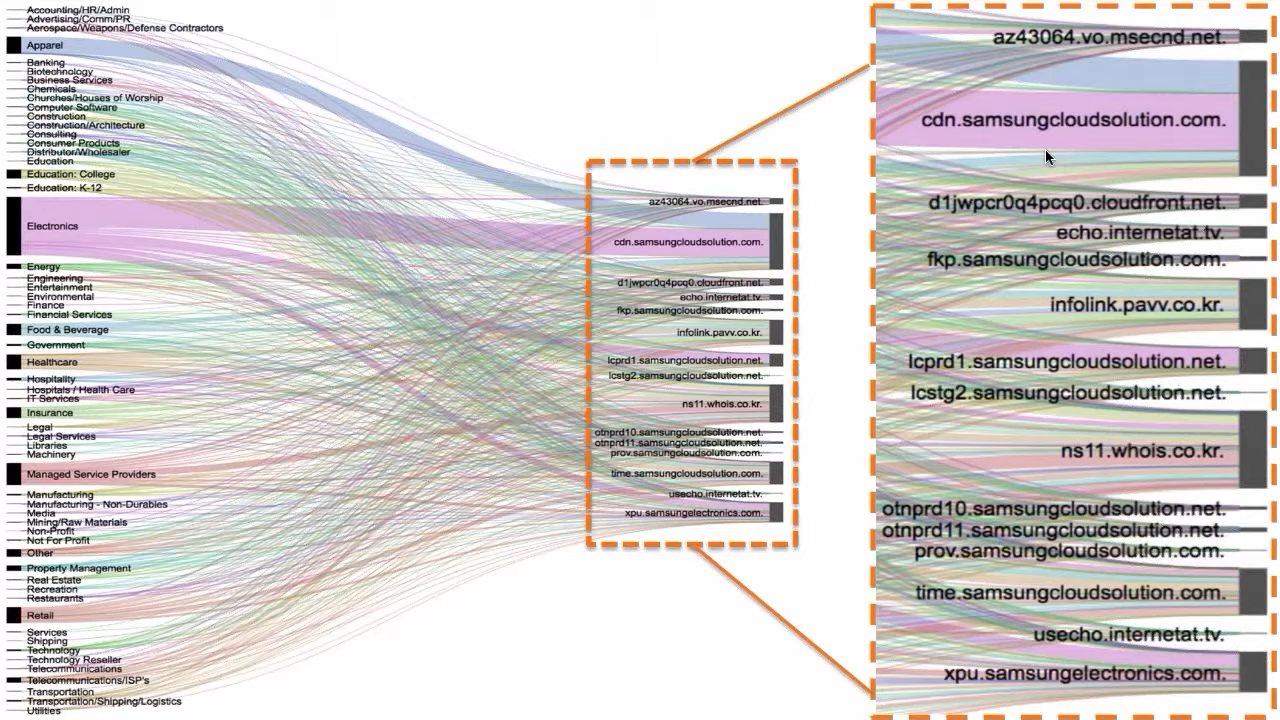 Accounting/HR/Admin
Advertising/Comm/PR
Aerospace/Weapons/Defense Contractors
Apparel
Banking
Biotechnology
Business Services
Chemicals
Churches/Houses of Worship
Computer Software
Construction
Construction/Architecture
Consulting
Consumer Products
Distributor/Wholesaler
Education
Education: College
Education: K-12
Electronics
Energy
Engineering
Entertainment
Environmental
Finance
Financial Services
Food & Beverage
Government
Healthcare
Hospitality
Hospitals / Health Care
IT Services
Insurance
Legal
Legal Services
Libraries
Machinery
Managed Service Providers
Manufacturing
Manufacturing - Non-Durables
Media
Mining/Raw Materials
Non-Profit
Not For Profit
Other
Property Management
Real Estate
Recreation
Restaurants
Retail
Services
Shipping
Technology
Technology Reseller
Telecommunications
Telecommunications/ISP's
Transportation
Transportation/Shipping/Logistics
Utilities
az43064.vo.msecnd.net.
cdn.samsungcloudsolution.com.
d1jwpcr0q4pcq0.cloudfront.net.
echo.internetat.tv.
fkp.samsungcloudsolution.com.
infolink.pavv.co.kr.
lcprd1.samsungcloudsolution.net.
lcstg2.samsungcloudsolution.net.
ns11.whois.co.kr.
otnprd10.samsungcloudsolution.net.
otnprd11.samsungcloudsolution.net.
prov.samsungcloudsolution.com.
time.samsungcloudsolution.com.
usecho.internetat.tv.
xpu.samsungelectronics.com.
az43064.vo.msecnd.net.
cdn.samsungcloudsolution.com.
d1jwpcr0q4pcq0.cloudfront.net.
echo.internetat.tv.
fkp.samsungcloudsolution.com.
infolink.pavv.co.kr.
lcprd1.samsungcloudsolution.net.
lcstg2.samsungcloudsolution.net.
ns11.whois.co.kr.
otnprd10.samsungcloudsolution.net.
otnprd11.samsungcloudsolution.net.
prov.samsungcloudsolution.com.
time.samsungcloudsolution.com.
usecho.internetat.tv.
xpu.samsungelectronics.com.